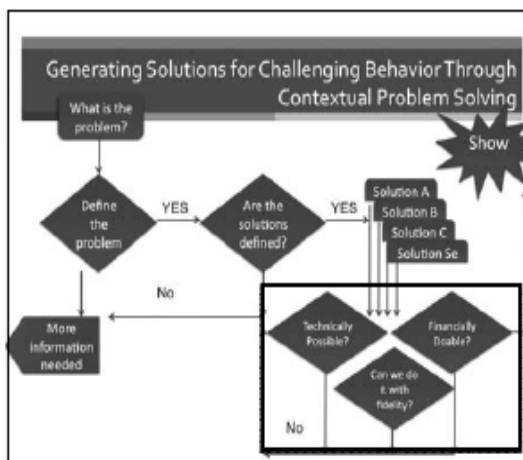 Generating Solutions for Challenging Behavior Through
Contextual Problem Solving
What is the
problem?
Show
Define
the
problem
YES
Are the
solutions
defined?
YES
Solution A
Solution B
Solution C
Solution Se
No
More
information
needed
Technically
Possible?
Financially
Doable?
Can we do
it with
fidelity?
No